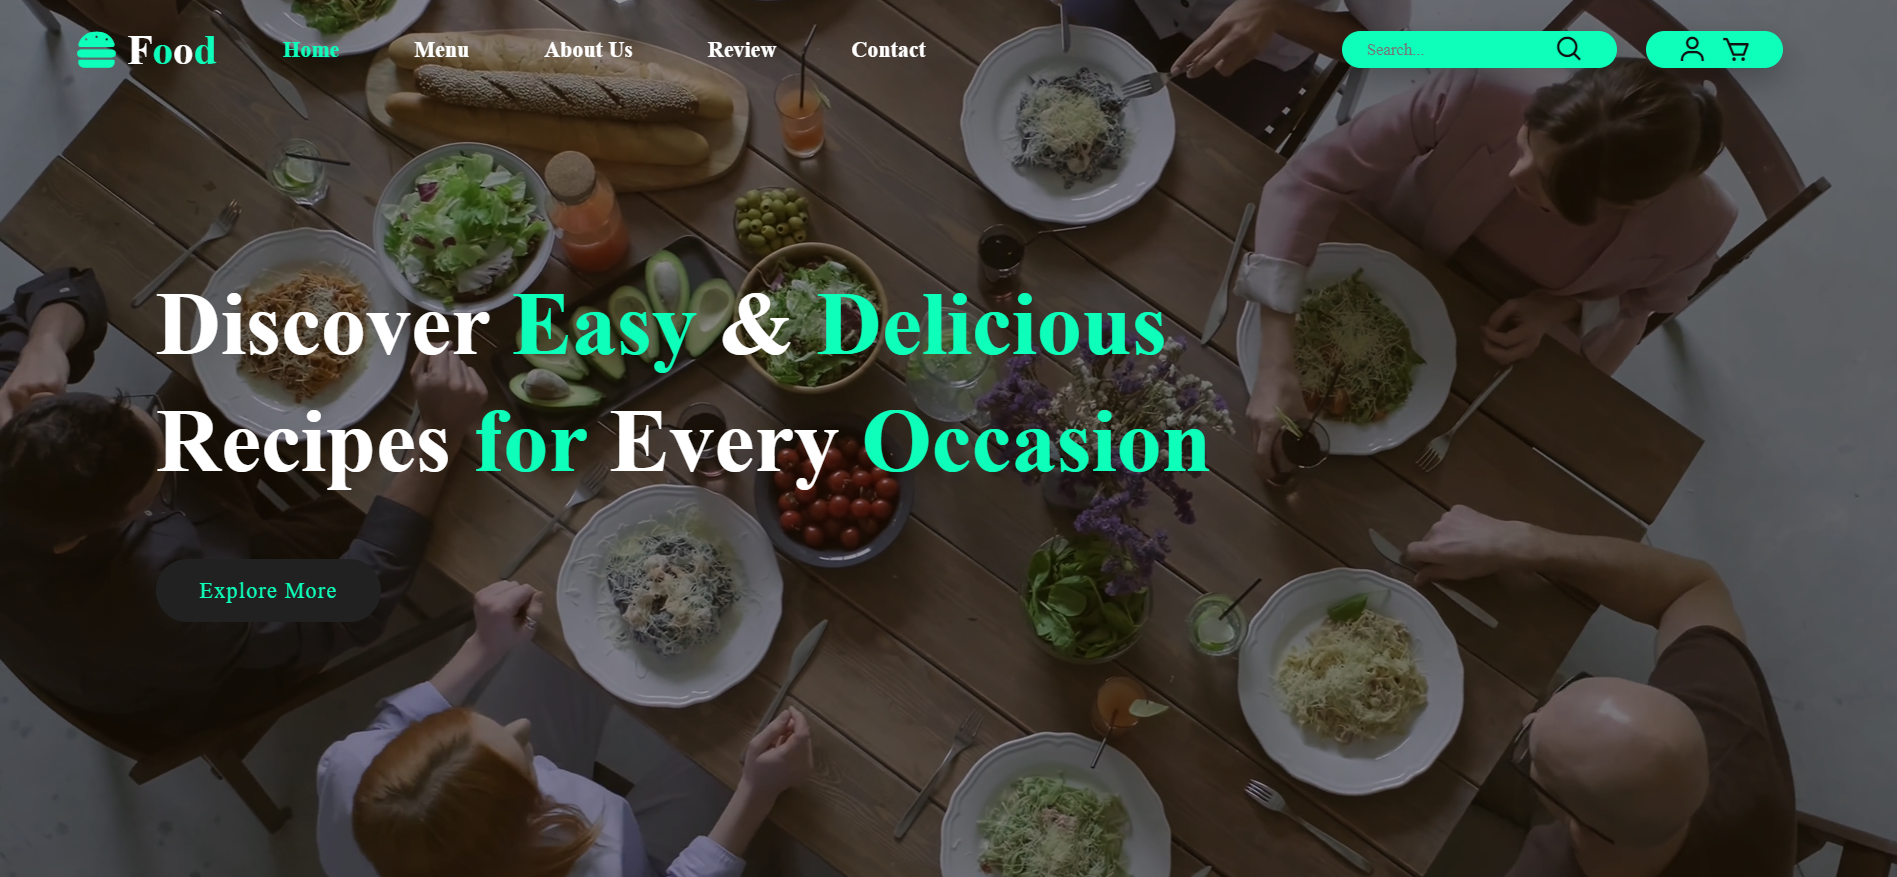 Food
Home Menu About Us Review Contact
Search...
Discover Easy & Delicious
Recipes for Every Occasion
Explore More